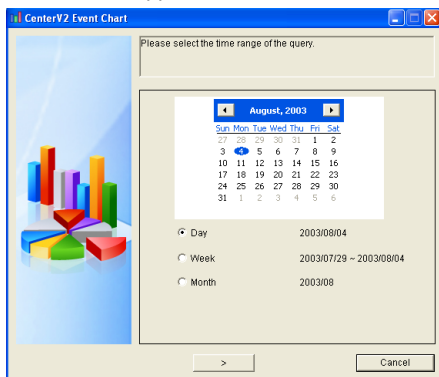 CenterV2 Event Chart
Please select the time range of the query.
August, 2003
Sun Mon Tue Wed Thu Fri Sat
27 28 29 30 31 1 2
3 4 5 6 7 8 9
10 11 12 13 14 15 16
17 18 19 20 21 22 23
24 25 26 27 28 29 30
31 1 2 3 4 5 6
Day 2003/08/04
Week 2003/07/29 ~ 2003/08/04
Month 2003/08
> Cancel